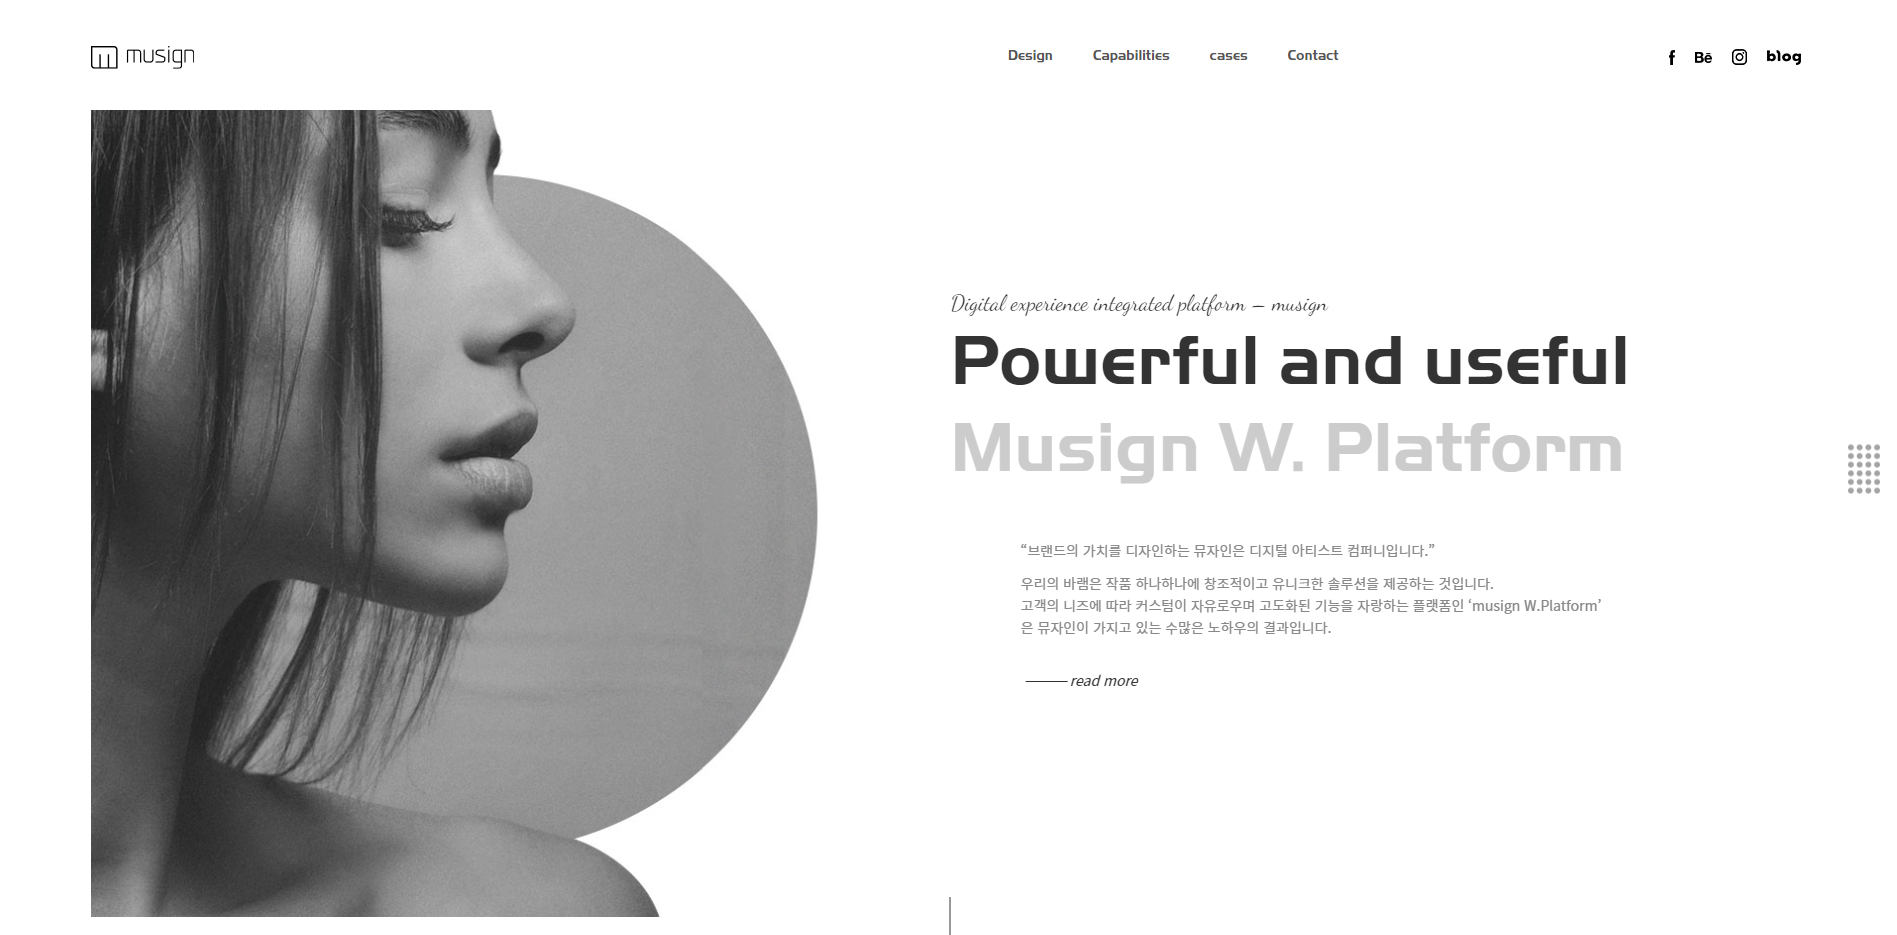 musign
Design Capabilities cases Contact
f Bē blog
Digital experience integrated platform – musign
Powerful and useful
Musign W. Platform
“브랜드의 가치를 디자인하는 뮤자인은 디지털 아티스트 컴퍼니입니다.”
우리의 바램은 작품 하나하나에 창조적이고 유니크한 솔루션을 제공하는 것입니다.
고객의 니즈에 따라 커스텀이 자유로우며 고도화된 기능을 자랑하는 플랫폼인 ‘musign W.Platform’
은 뮤자인이 가지고 있는 수많은 노하우의 결과입니다.
read more